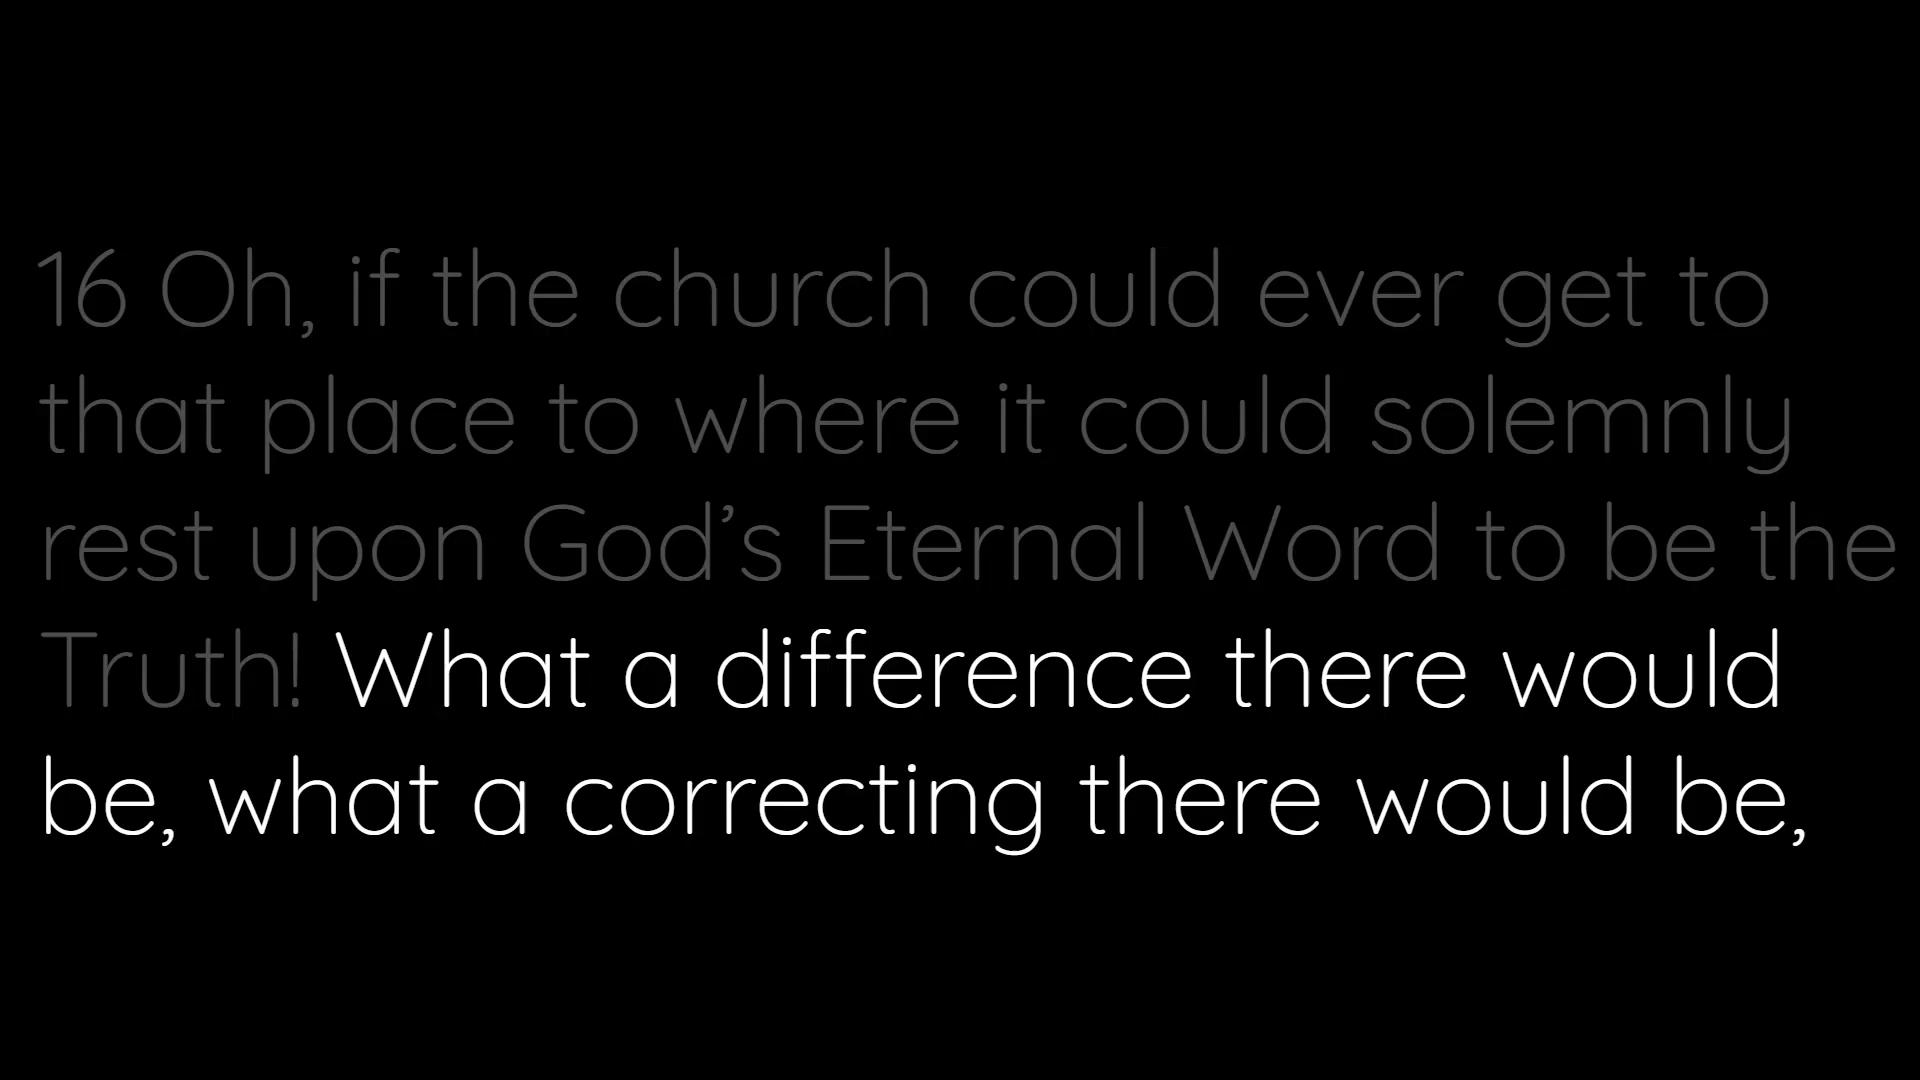 16 Oh, if the church could ever get to
that place to where it could solemnly
rest upon God’s Eternal Word to be the
Truth! What a difference there would
be, what a correcting there would be,